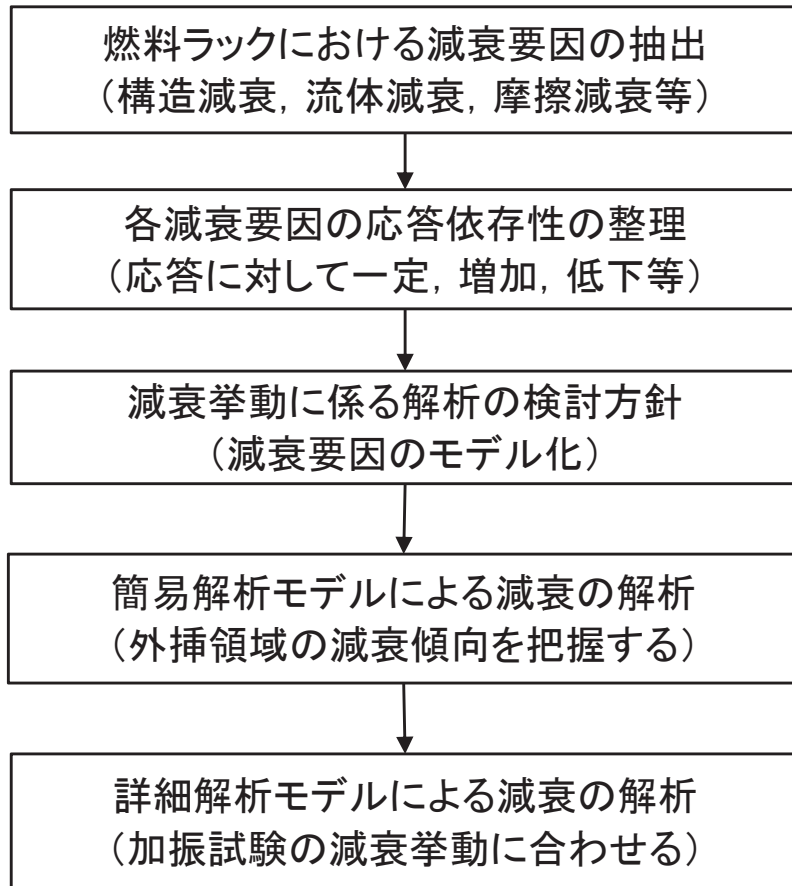 燃料ラックにおける減衰要因の抽出
（構造減衰，流体減衰，摩擦減衰等）
各減衰要因の応答依存性の整理
（応答に対して一定，増加，低下等）
減衰挙動に係る解析の検討方針
（減衰要因のモデル化）
簡易解析モデルによる減衰の解析
（外挿領域の減衰傾向を把握する）
詳細解析モデルによる減衰の解析
（加振試験の減衰挙動に合わせる）